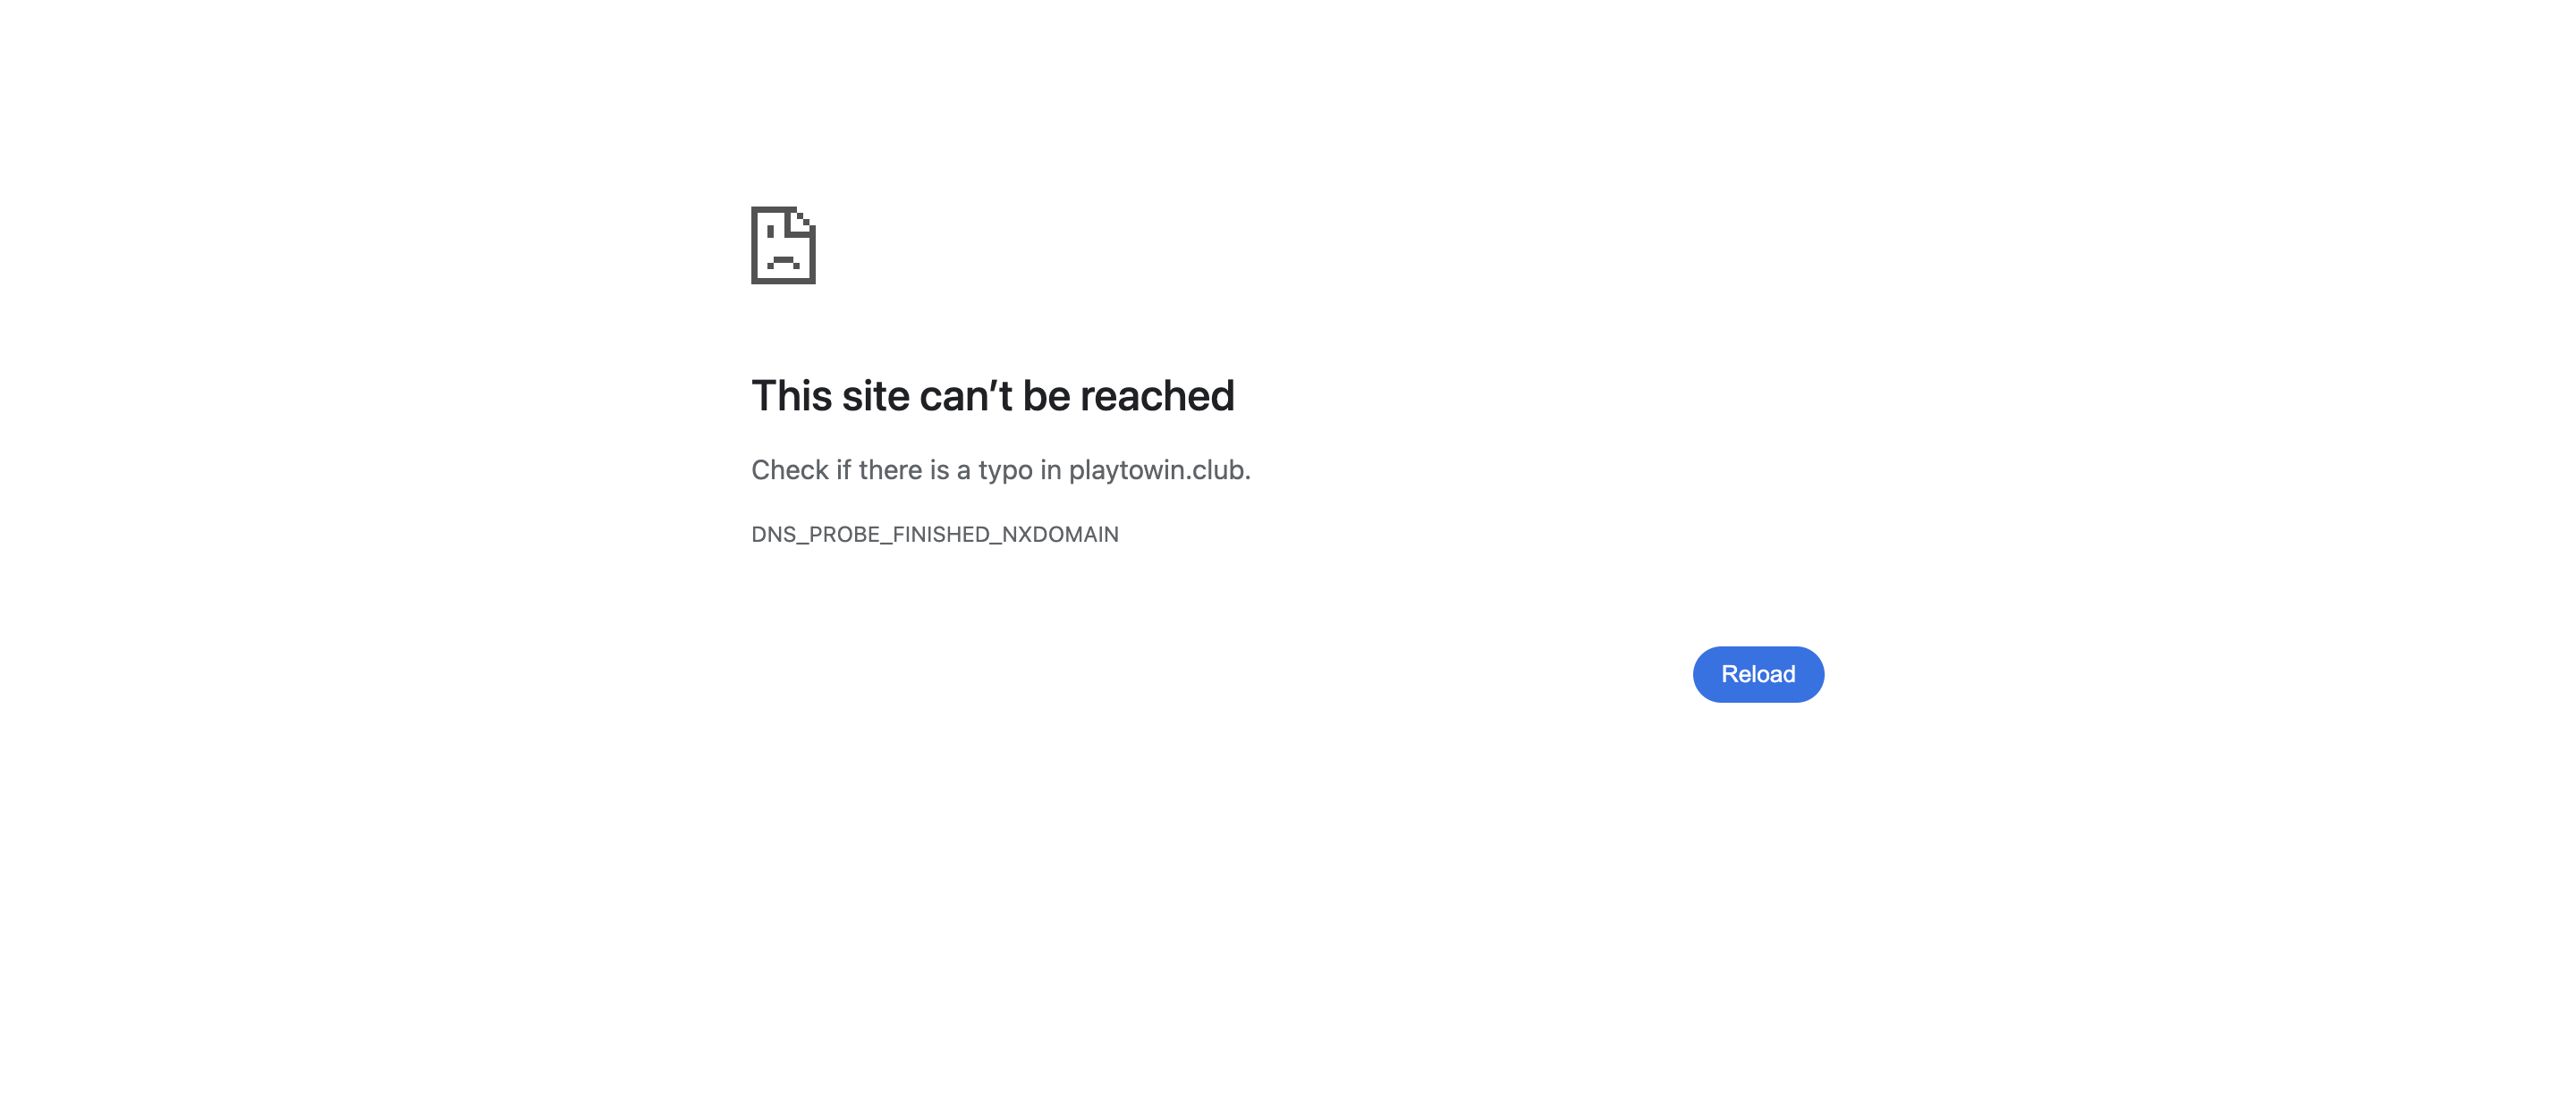 This site can’t be reached
Check if there is a typo in playtowin.club.
DNS_PROBE_FINISHED_NXDOMAIN
Reload